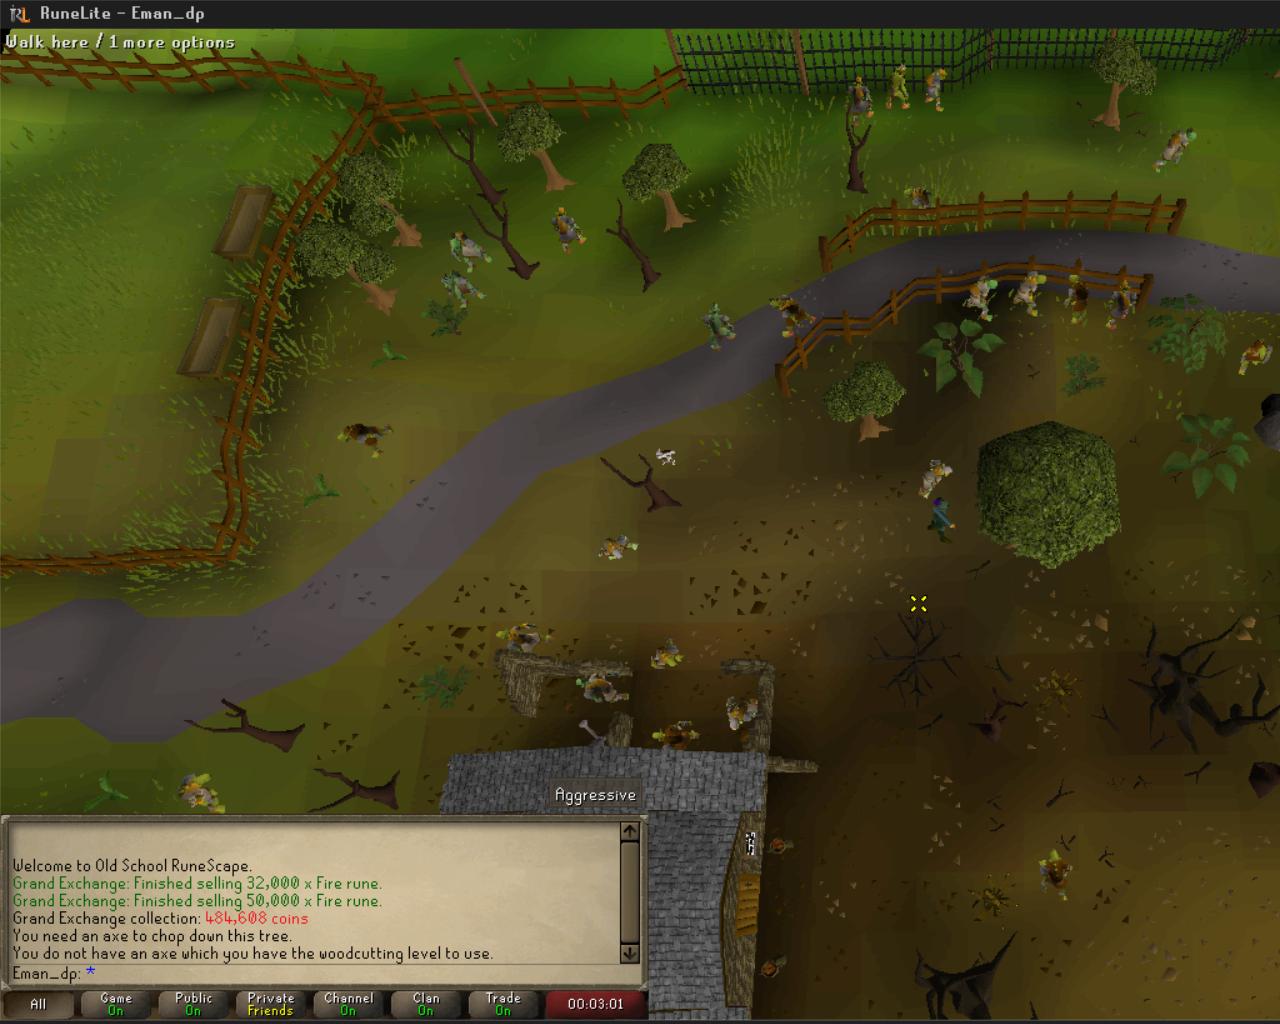 RuneLite - Eman_dp
Walk here / 1 more options
Aggressive
Welcome to Old School RuneScape.
Grand Exchange: Finished selling 32,000 x Fire rune.
Grand Exchange: Finished selling 50,000 x Fire rune.
Grand Exchange collection: 484,608 coins
You need an axe to chop down this tree.
You do not have an axe which you have the woodcutting level to use.
Eman_dp: *
All
Game
On
Public
On
Private
Friends
Channel
On
Clan
On
Trade
On
00:03:01